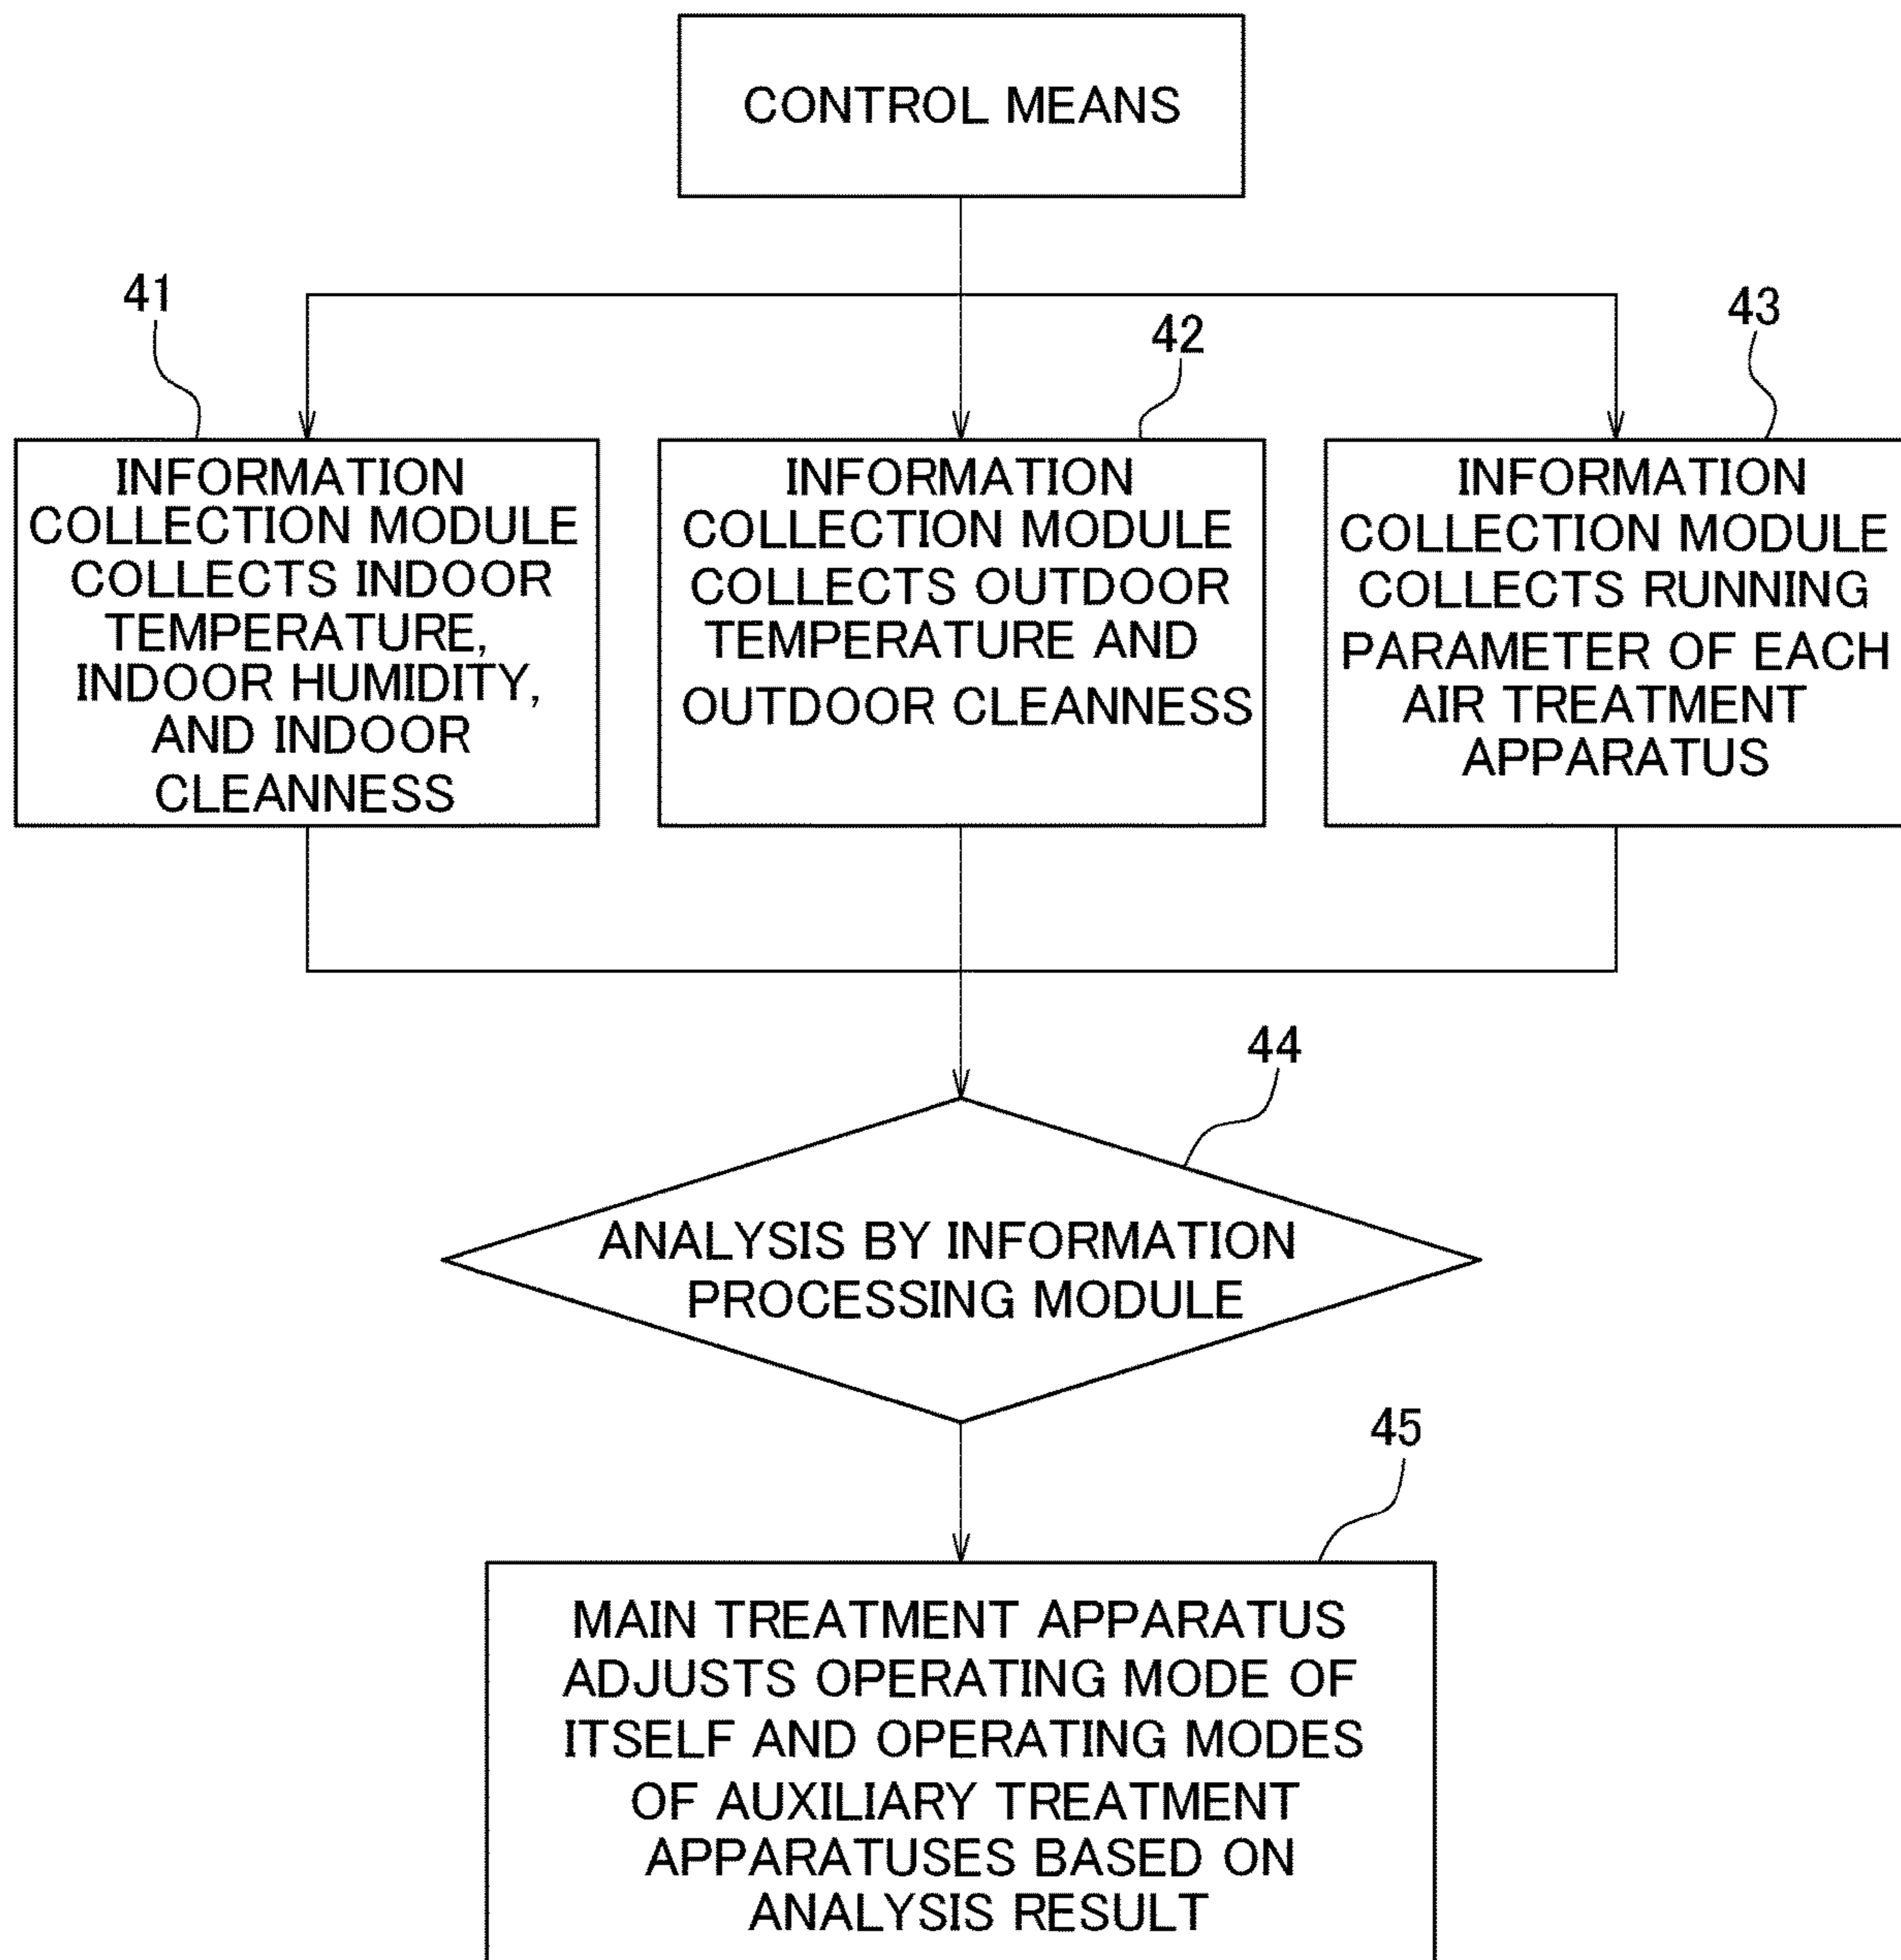 CONTROL MEANS
41
42
43
INFORMATION
COLLECTION MODULE
COLLECTS INDOOR
TEMPERATURE,
INDOOR HUMIDITY,
AND INDOOR
CLEANNESS
INFORMATION
COLLECTION MODULE
COLLECTS OUTDOOR
TEMPERATURE AND
OUTDOOR CLEANNESS
INFORMATION
COLLECTION MODULE
COLLECTS RUNNING
PARAMETER OF EACH
AIR TREATMENT
APPARATUS
44
ANALYSIS BY INFORMATION
PROCESSING MODULE
45
MAIN TREATMENT APPARATUS
ADJUSTS OPERATING MODE OF
ITSELF AND OPERATING MODES
OF AUXILIARY TREATMENT
APPARATUSES BASED ON
ANALYSIS RESULT